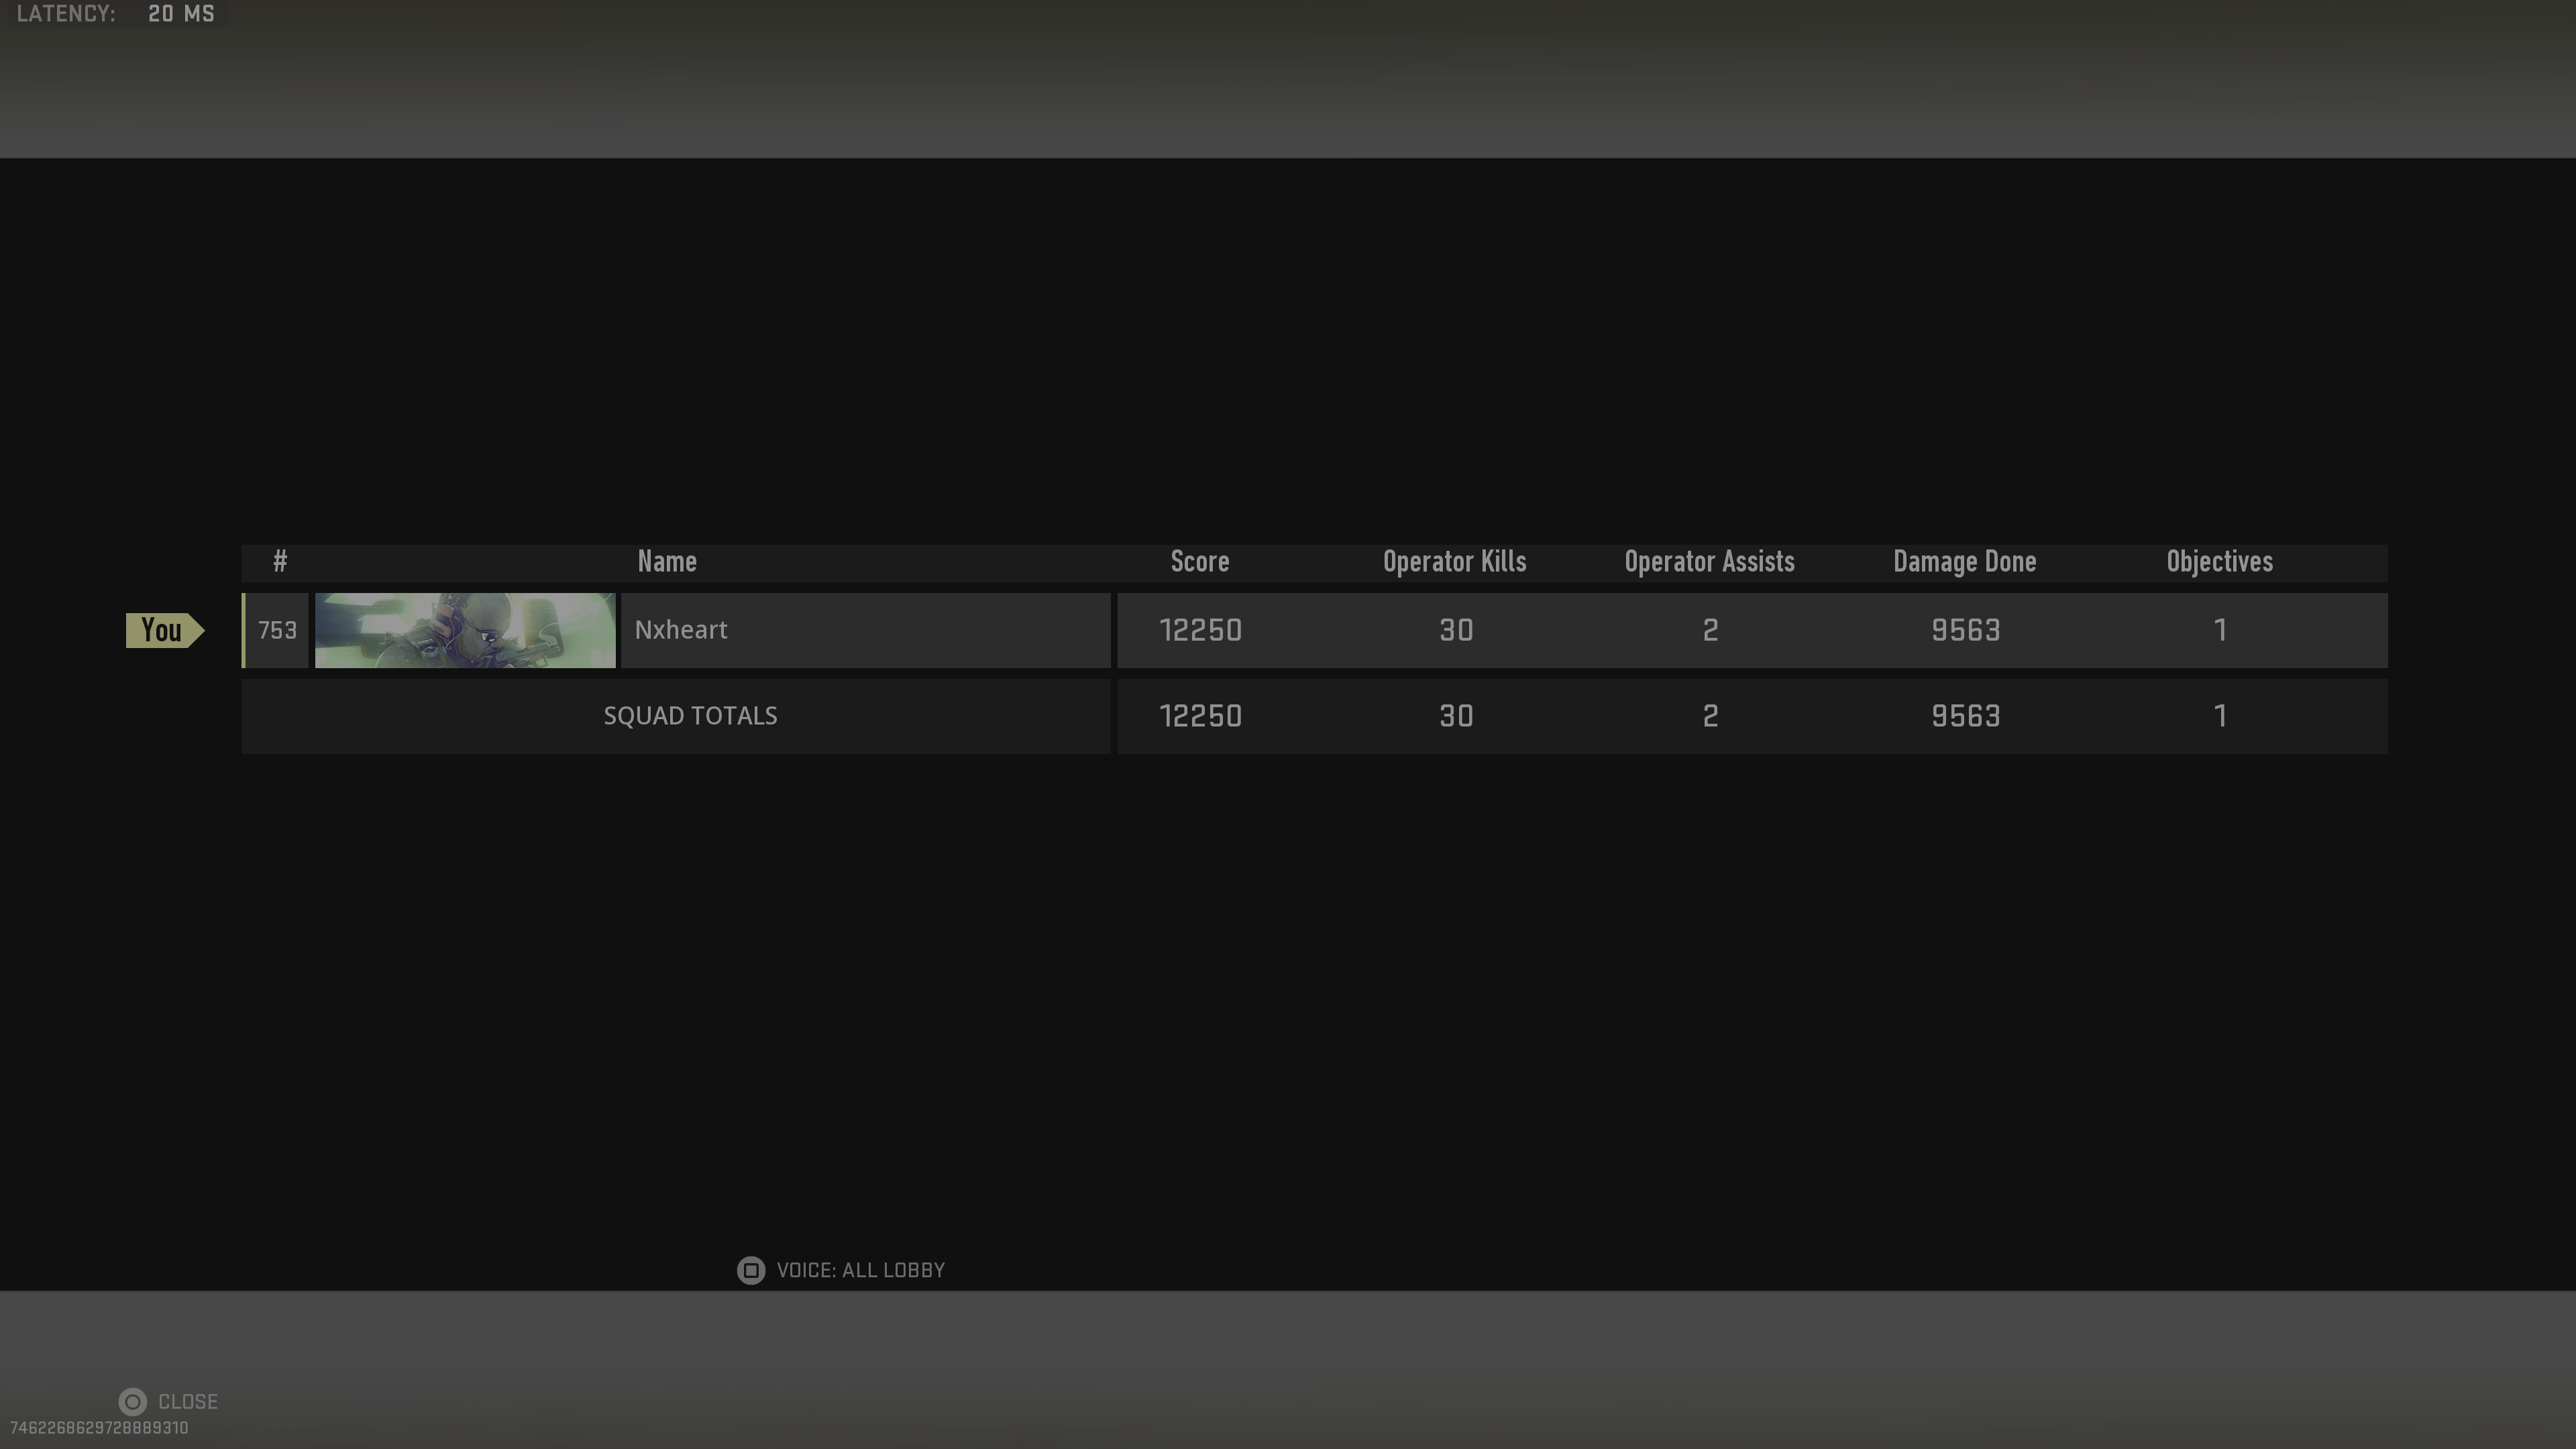 LATENCY: 20 MS
# Name Score Operator Kills Operator Assists Damage Done Objectives
You 753 Nxheart 12250 30 2 9563 1
SQUAD TOTALS 12250 30 2 9563 1
VOICE: ALL LOBBY
CLOSE
7462268629728889310